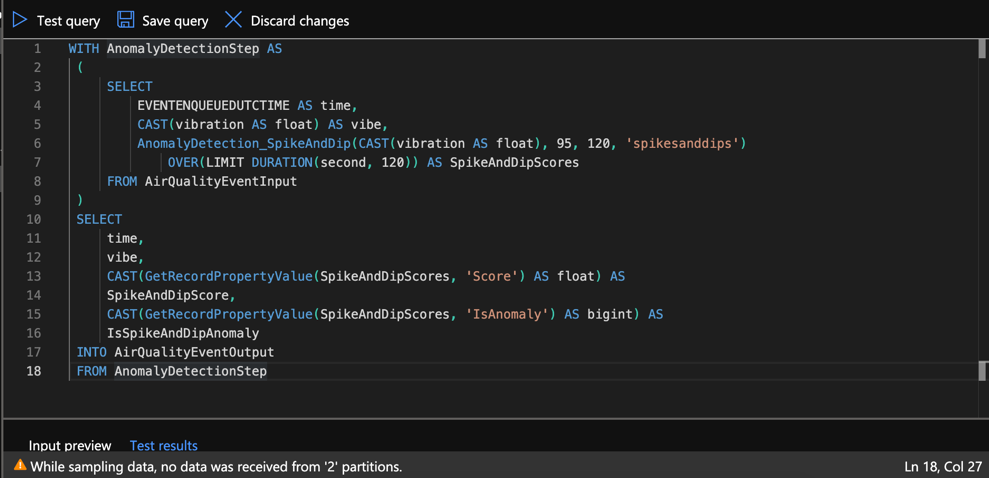 Test query Save query Discard changes
1 WITH AnomalyDetectionStep AS
2 (
3 SELECT
4 EVENTENQUEUEDUTCTIME AS time,
5 CAST(vibration AS float) AS vibe,
6 AnomalyDetection_SpikeAndDip(CAST(vibration AS float), 95, 120, 'spikesanddips')
7 OVER(LIMIT DURATION(second, 120)) AS SpikeAndDipScores
8 FROM AirQualityEventInput
9 )
10 SELECT
11 time,
12 vibe,
13 CAST(GetRecordPropertyValue(SpikeAndDipScores, 'Score') AS float) AS
14 SpikeAndDipScore,
15 CAST(GetRecordPropertyValue(SpikeAndDipScores, 'IsAnomaly') AS bigint) AS
16 IsSpikeAndDipAnomaly
17 INTO AirQualityEventOutput
18 FROM AnomalyDetectionStep
Input preview Test results
While sampling data, no data was received from '2' partitions. Ln 18, Col 27